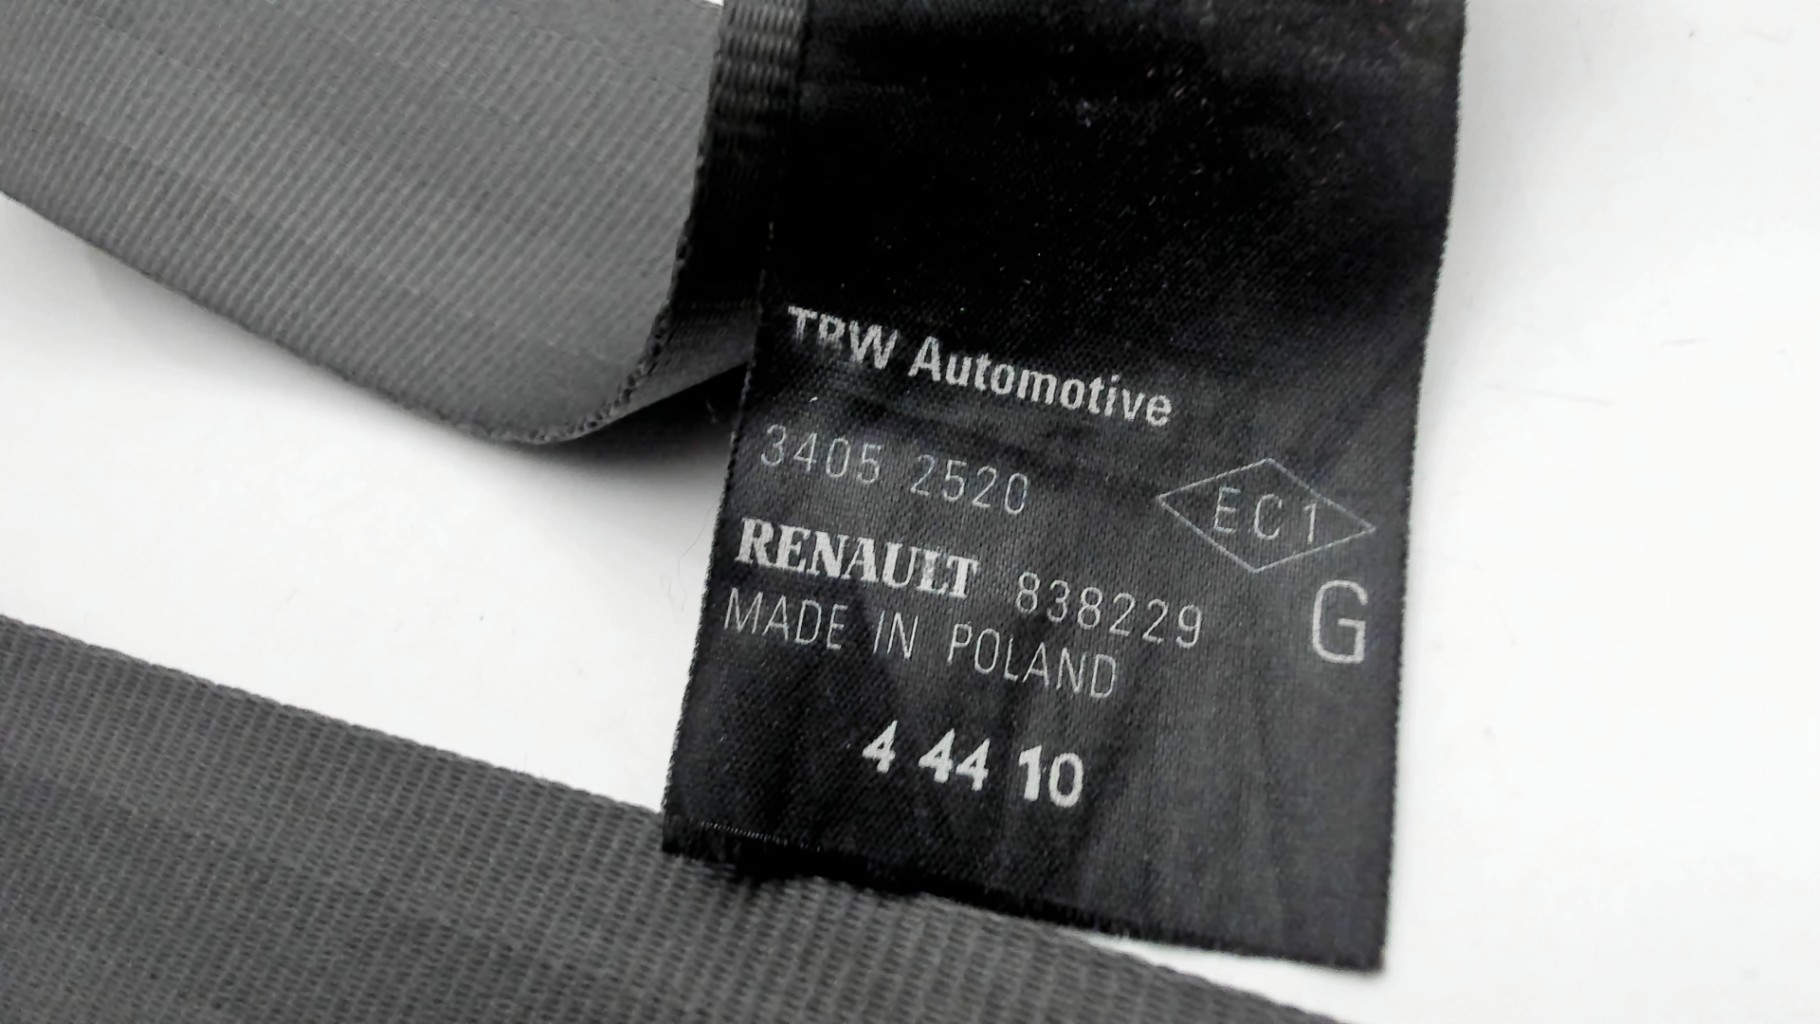 TRW Automotive
3405 2520
EC1
RENAULT 838229
G
MADE IN POLAND
4 44 10